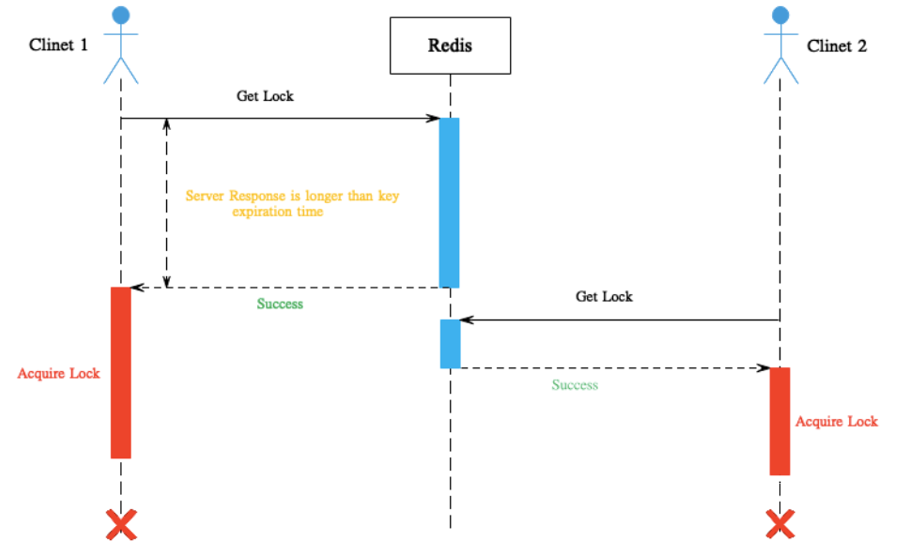 Clinet 1
Redis
Clinet 2
Get Lock
Server Response is longer than key
expiration time
Success
Get Lock
Acquire Lock
Success
Acquire Lock